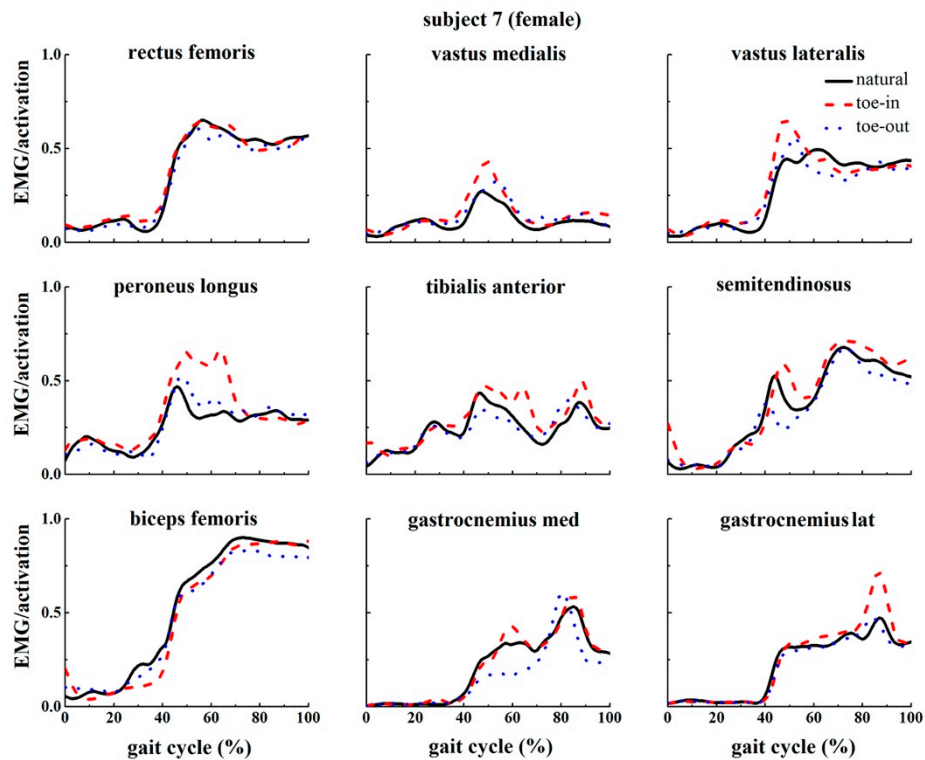 subject 7 (female)
rectus femoris
vastus medialis
vastus lateralis
natural
toe-in
toe-out
EMG/activation
1.0
0.5
0.0
peroneus longus
tibialis anterior
semitendinosus
EMG/activation
1.0
0.5
0.0
biceps femoris
gastrocnemius med
gastrocnemius lat
EMG/activation
1.0
0.5
0.0
0 20 40 60 80 100
0 20 40 60 80 100
0 20 40 60 80 100
gait cycle (%)
gait cycle (%)
gait cycle (%)